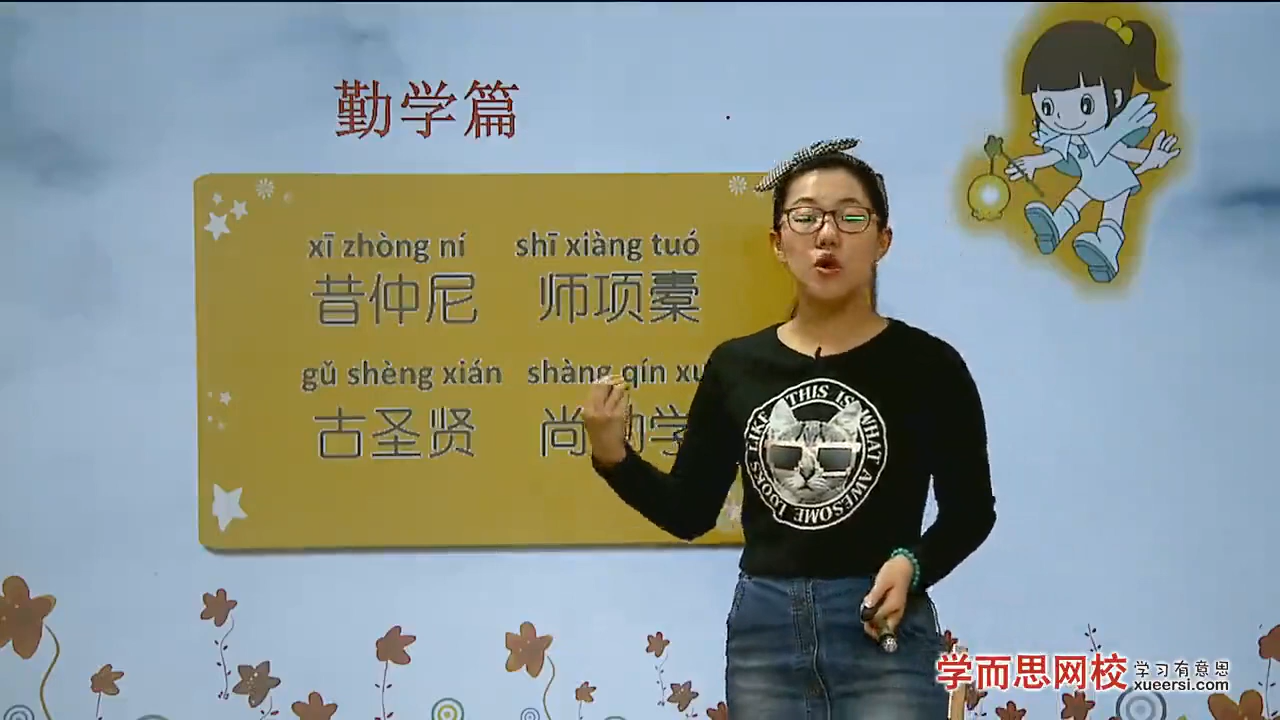 勤学篇
xī zhòng ní shī xiàng tuó
昔仲尼 师项橐
gǔ shèng xián shàng qín
古圣贤 尚 学
THIS IS WHAT AWESOME LOOKS LIKE
学而思网校 学习有意思
xueersi.com